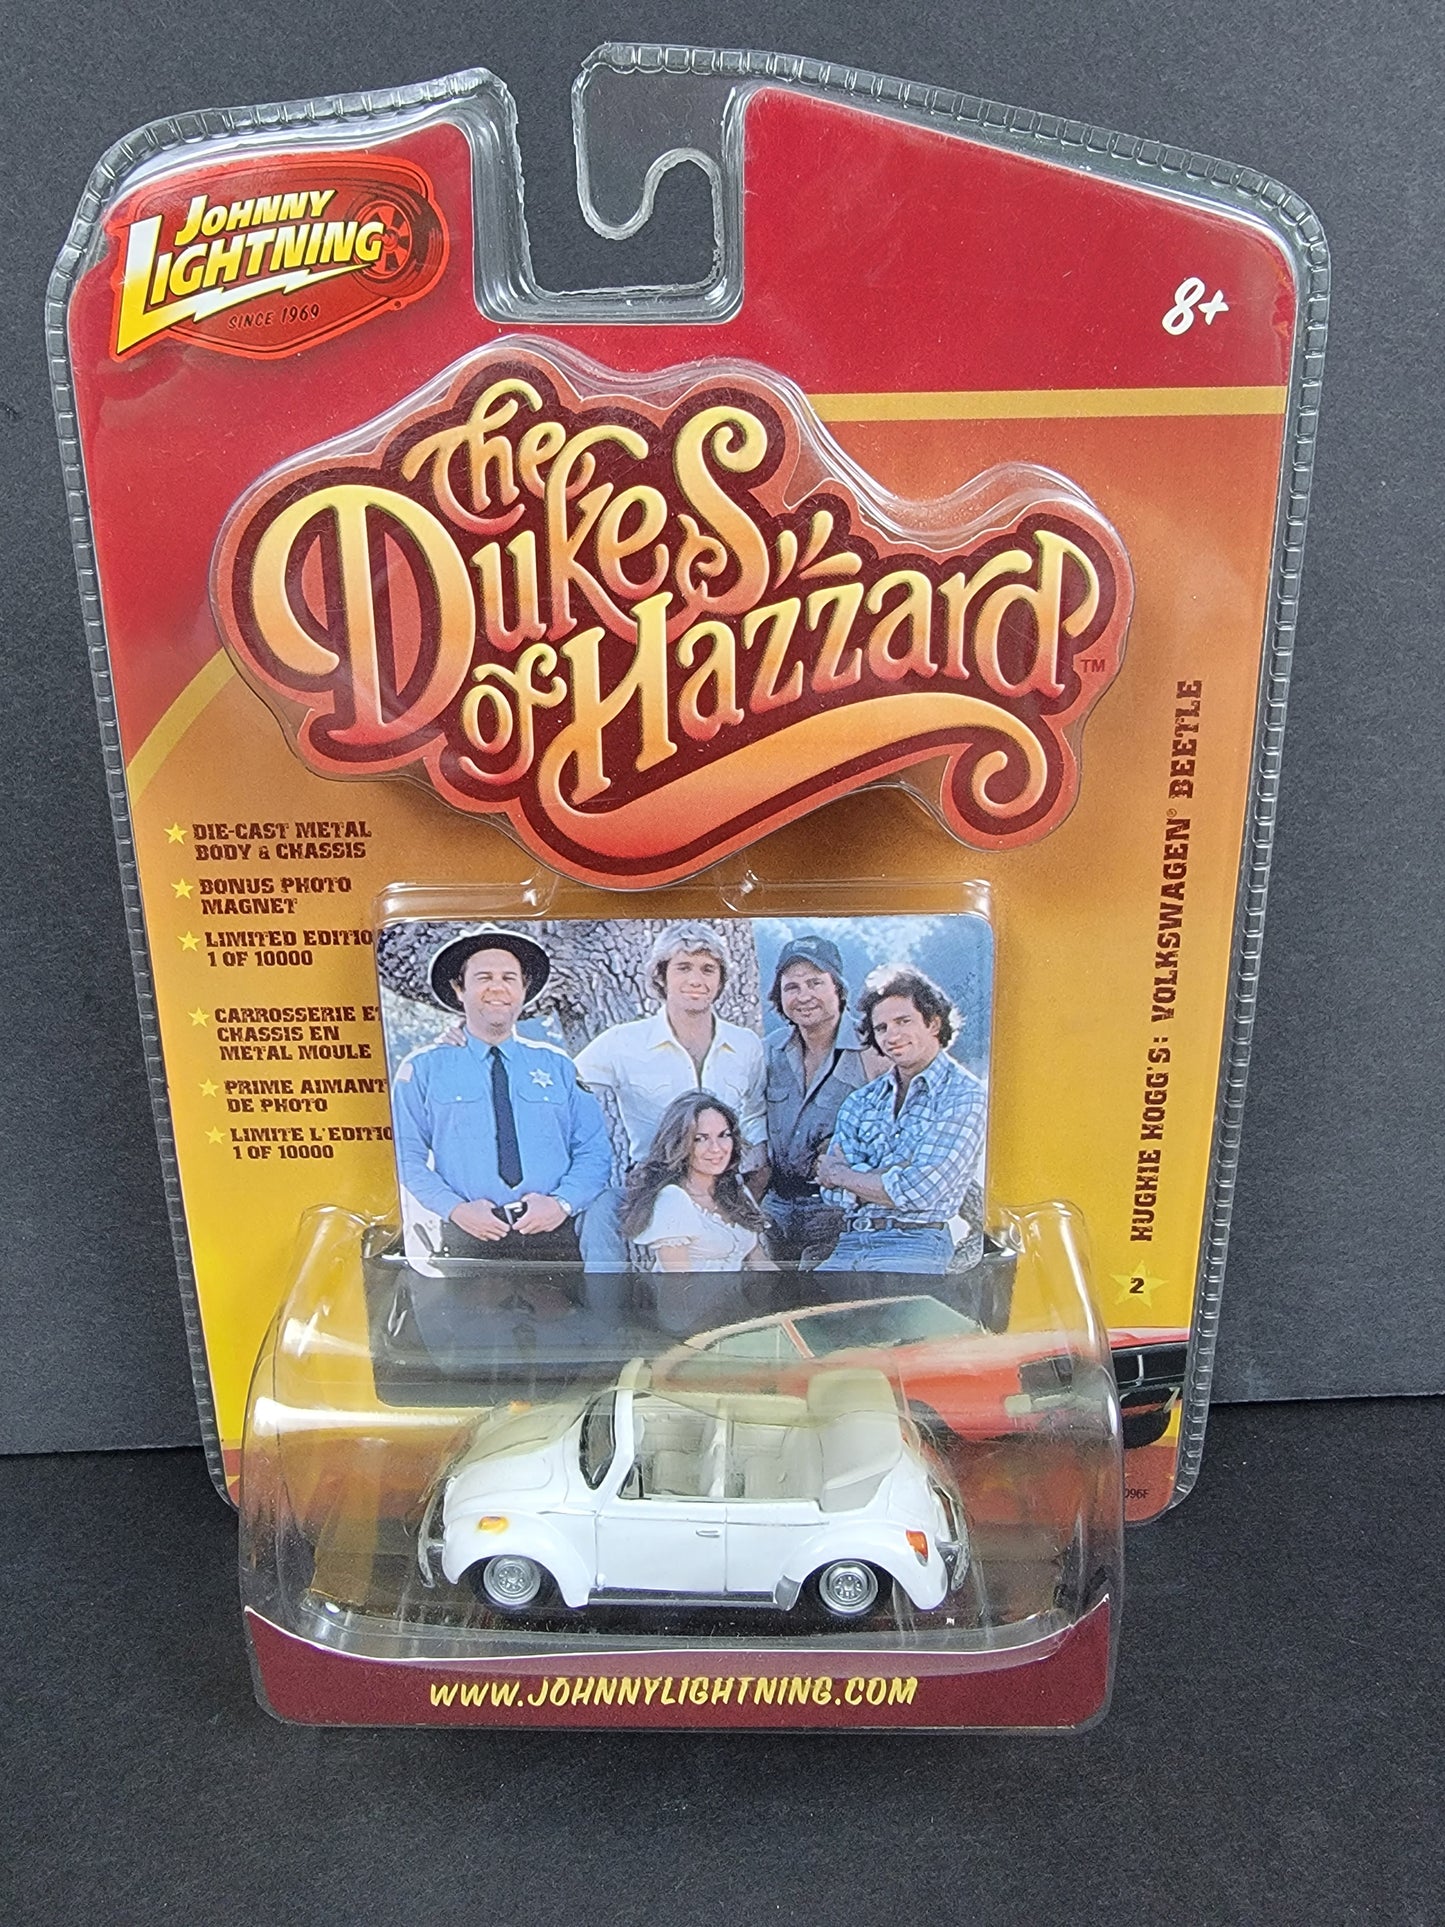 JOHNNY
LIGHTNING
SINCE 1969
8+
The
Dukes
of Hazzard
TM
DIE-CAST METAL
BODY & CHASSIS
BONUS PHOTO
MAGNET
LIMITED EDITIO
1 OF 10000
CARROSSERIE ET
CHASSIS EN
METAL MOULE
PRIME AIMANT
DE PHOTO
LIMITE L'EDITIO
1 OF 10000
HUGHIE HOGG'S: VOLKSWAGEN® BEETLE
2
096F
WWW.JOHNNYLIGHTNING.COM